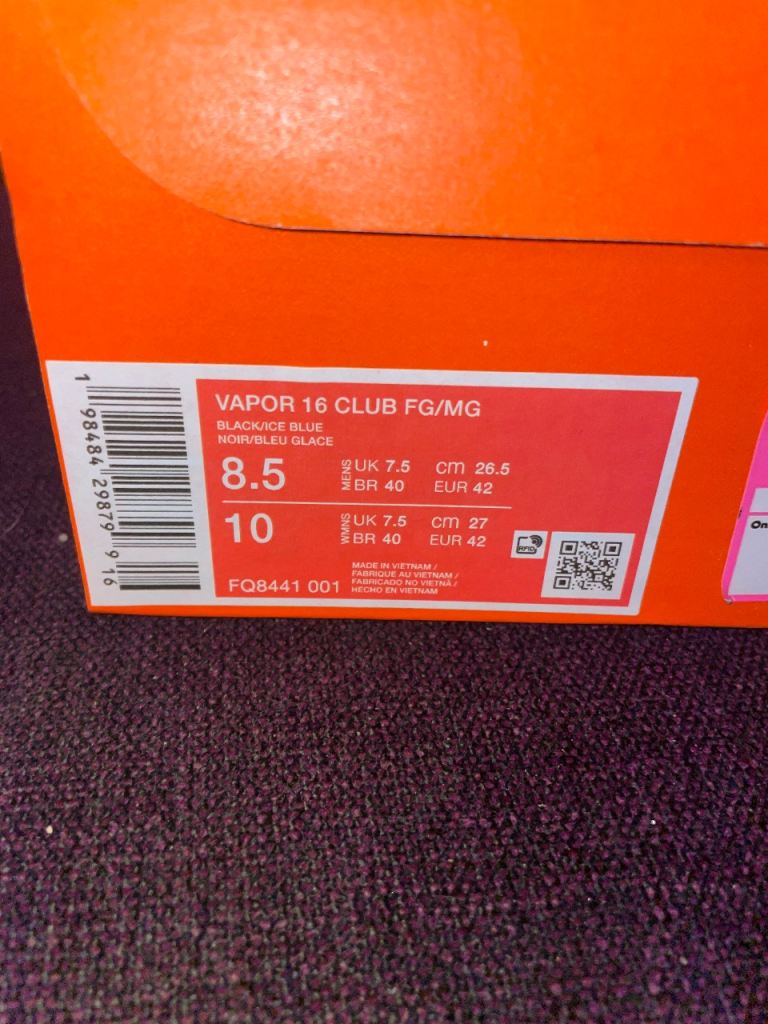 VAPOR 16 CLUB FG/MG
BLACK/ICE BLUE
NOIR/BLEU GLACE
8.5 MENS UK 7.5 cm 26.5
BR 40 EUR 42
10 WMNS UK 7.5 cm 27
BR 40 EUR 42
RFID
FQ8441 001
MADE IN VIETNAM /
FABRIQUE AU VIETNAM /
FABRICADO NO VIETNÃ /
HECHO EN VIETNAM
1 98484 29879 9 16